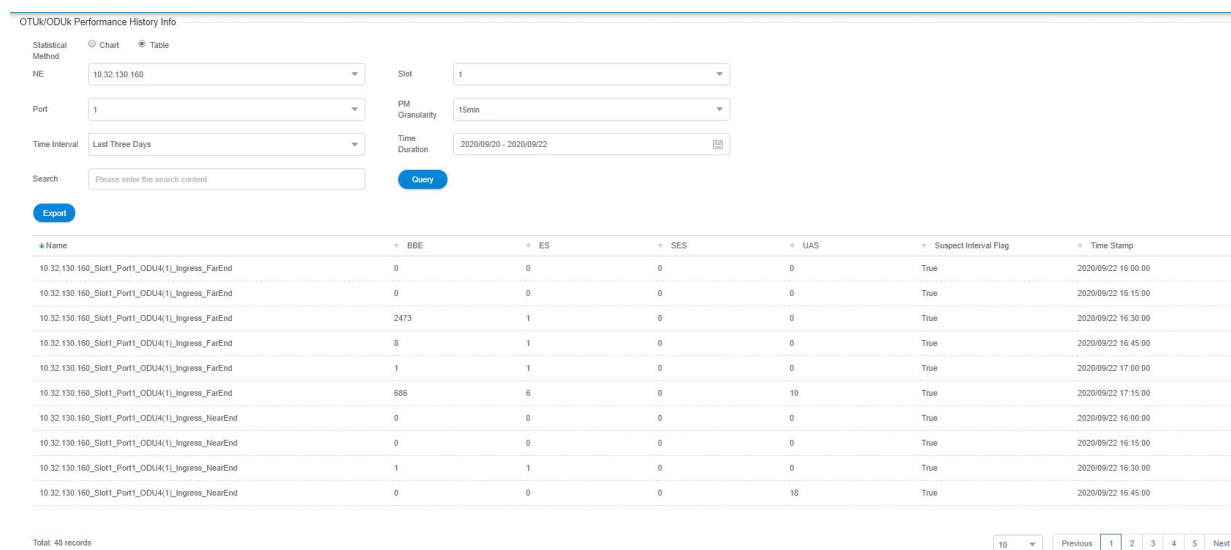 OTUk/ODUk Performance History Info
Statistical Method Chart Table
NE 10.32.130.160 Slot 1
Port 1 PM Granularity 15min
Time Interval Last Three Days Time Duration 2020/09/20 - 2020/09/22
Search Please enter the search content Query
Export
Name BBE ES SES UAS Suspect Interval Flag Time Stamp
10.32.130.160_Slot1_Port1_ODU4(1)_Ingress_FarEnd 0 0 0 0 True 2020/09/22 16:00:00
10.32.130.160_Slot1_Port1_ODU4(1)_Ingress_FarEnd 0 0 0 0 True 2020/09/22 16:15:00
10.32.130.160_Slot1_Port1_ODU4(1)_Ingress_FarEnd 2473 1 0 0 True 2020/09/22 16:30:00
10.32.130.160_Slot1_Port1_ODU4(1)_Ingress_FarEnd 8 1 0 0 True 2020/09/22 16:45:00
10.32.130.160_Slot1_Port1_ODU4(1)_Ingress_FarEnd 1 1 0 0 True 2020/09/22 17:00:00
10.32.130.160_Slot1_Port1_ODU4(1)_Ingress_FarEnd 686 6 0 10 True 2020/09/22 17:15:00
10.32.130.160_Slot1_Port1_ODU4(1)_Ingress_NearEnd 0 0 0 0 True 2020/09/22 16:00:00
10.32.130.160_Slot1_Port1_ODU4(1)_Ingress_NearEnd 0 0 0 0 True 2020/09/22 16:15:00
10.32.130.160_Slot1_Port1_ODU4(1)_Ingress_NearEnd 1 1 0 0 True 2020/09/22 16:30:00
10.32.130.160_Slot1_Port1_ODU4(1)_Ingress_NearEnd 0 0 0 18 True 2020/09/22 16:45:00
Total: 48 records 10 Previous 1 2 3 4 5 Next